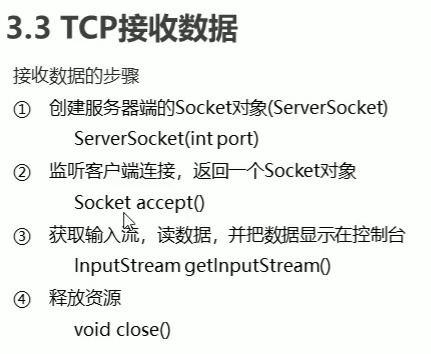 3.3 TCP接收数据
接收数据的步骤
① 创建服务器端的Socket对象(ServerSocket)
ServerSocket(int port)
② 监听客户端连接，返回一个Socket对象
Socket accept()
③ 获取输入流，读数据，并把数据显示在控制台
InputStream getInputStream()
④ 释放资源
void close()